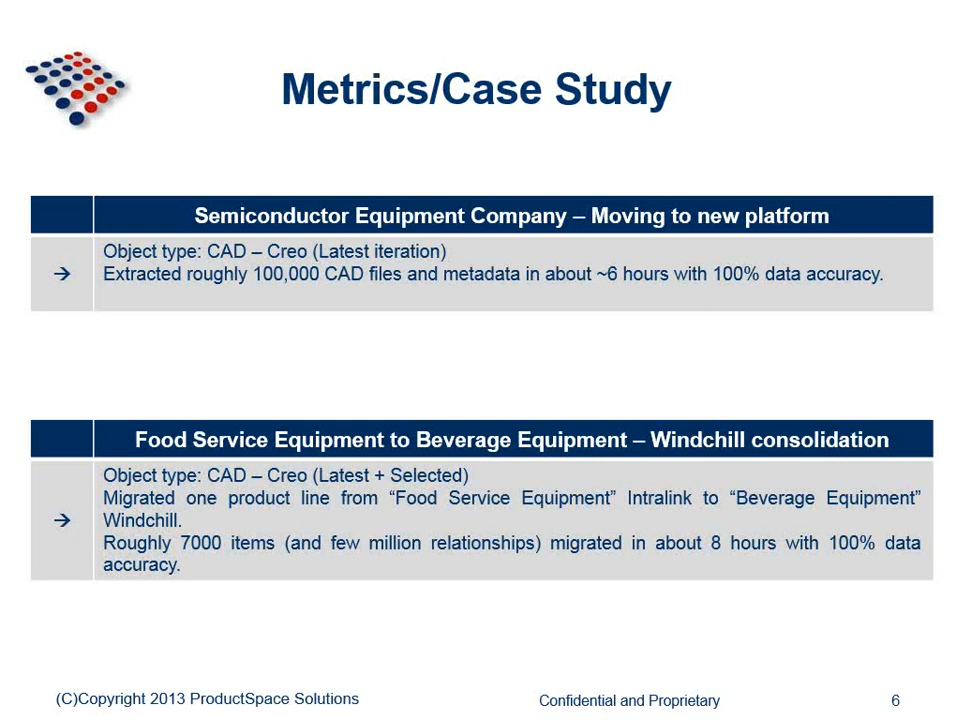 Metrics/Case Study
Semiconductor Equipment Company – Moving to new platform
→
Object type: CAD – Creo (Latest iteration)
Extracted roughly 100,000 CAD files and metadata in about ~6 hours with 100% data accuracy.
Food Service Equipment to Beverage Equipment – Windchill consolidation
→
Object type: CAD – Creo (Latest + Selected)
Migrated one product line from “Food Service Equipment” Intralink to “Beverage Equipment”
Windchill.
Roughly 7000 items (and few million relationships) migrated in about 8 hours with 100% data
accuracy.
(C)Copyright 2013 ProductSpace Solutions
Confidential and Proprietary
6